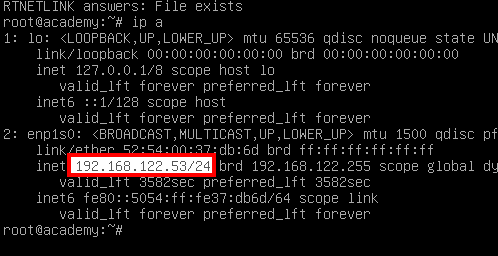 RTNETLINK answers: File exists
root@academy:~# ip a
1: lo: <LOOPBACK,UP,LOWER_UP> mtu 65536 qdisc noqueue state UN
link/loopback 00:00:00:00:00:00 brd 00:00:00:00:00:00
inet 127.0.0.1/8 scope host lo
valid_lft forever preferred_lft forever
inet6 ::1/128 scope host
valid_lft forever preferred_lft forever
2: enp1s0: <BROADCAST,MULTICAST,UP,LOWER_UP> mtu 1500 qdisc pf
link/ether 52:54:00:37:db:6d brd ff:ff:ff:ff:ff:ff
inet 192.168.122.53/24 brd 192.168.122.255 scope global dy
valid_lft 3582sec preferred_lft 3582sec
inet6 fe80::5054:ff:fe37:db6d/64 scope link
valid_lft forever preferred_lft forever
root@academy:~#